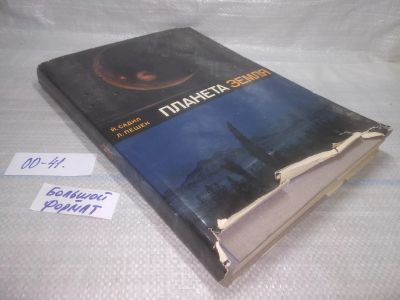 Й. САДИЛ
Л. ПЕШЕК
ПЛАНЕТА ЗЕМЛЯ
00-41.
БОЛЬШОЙ
ФОРМАТ